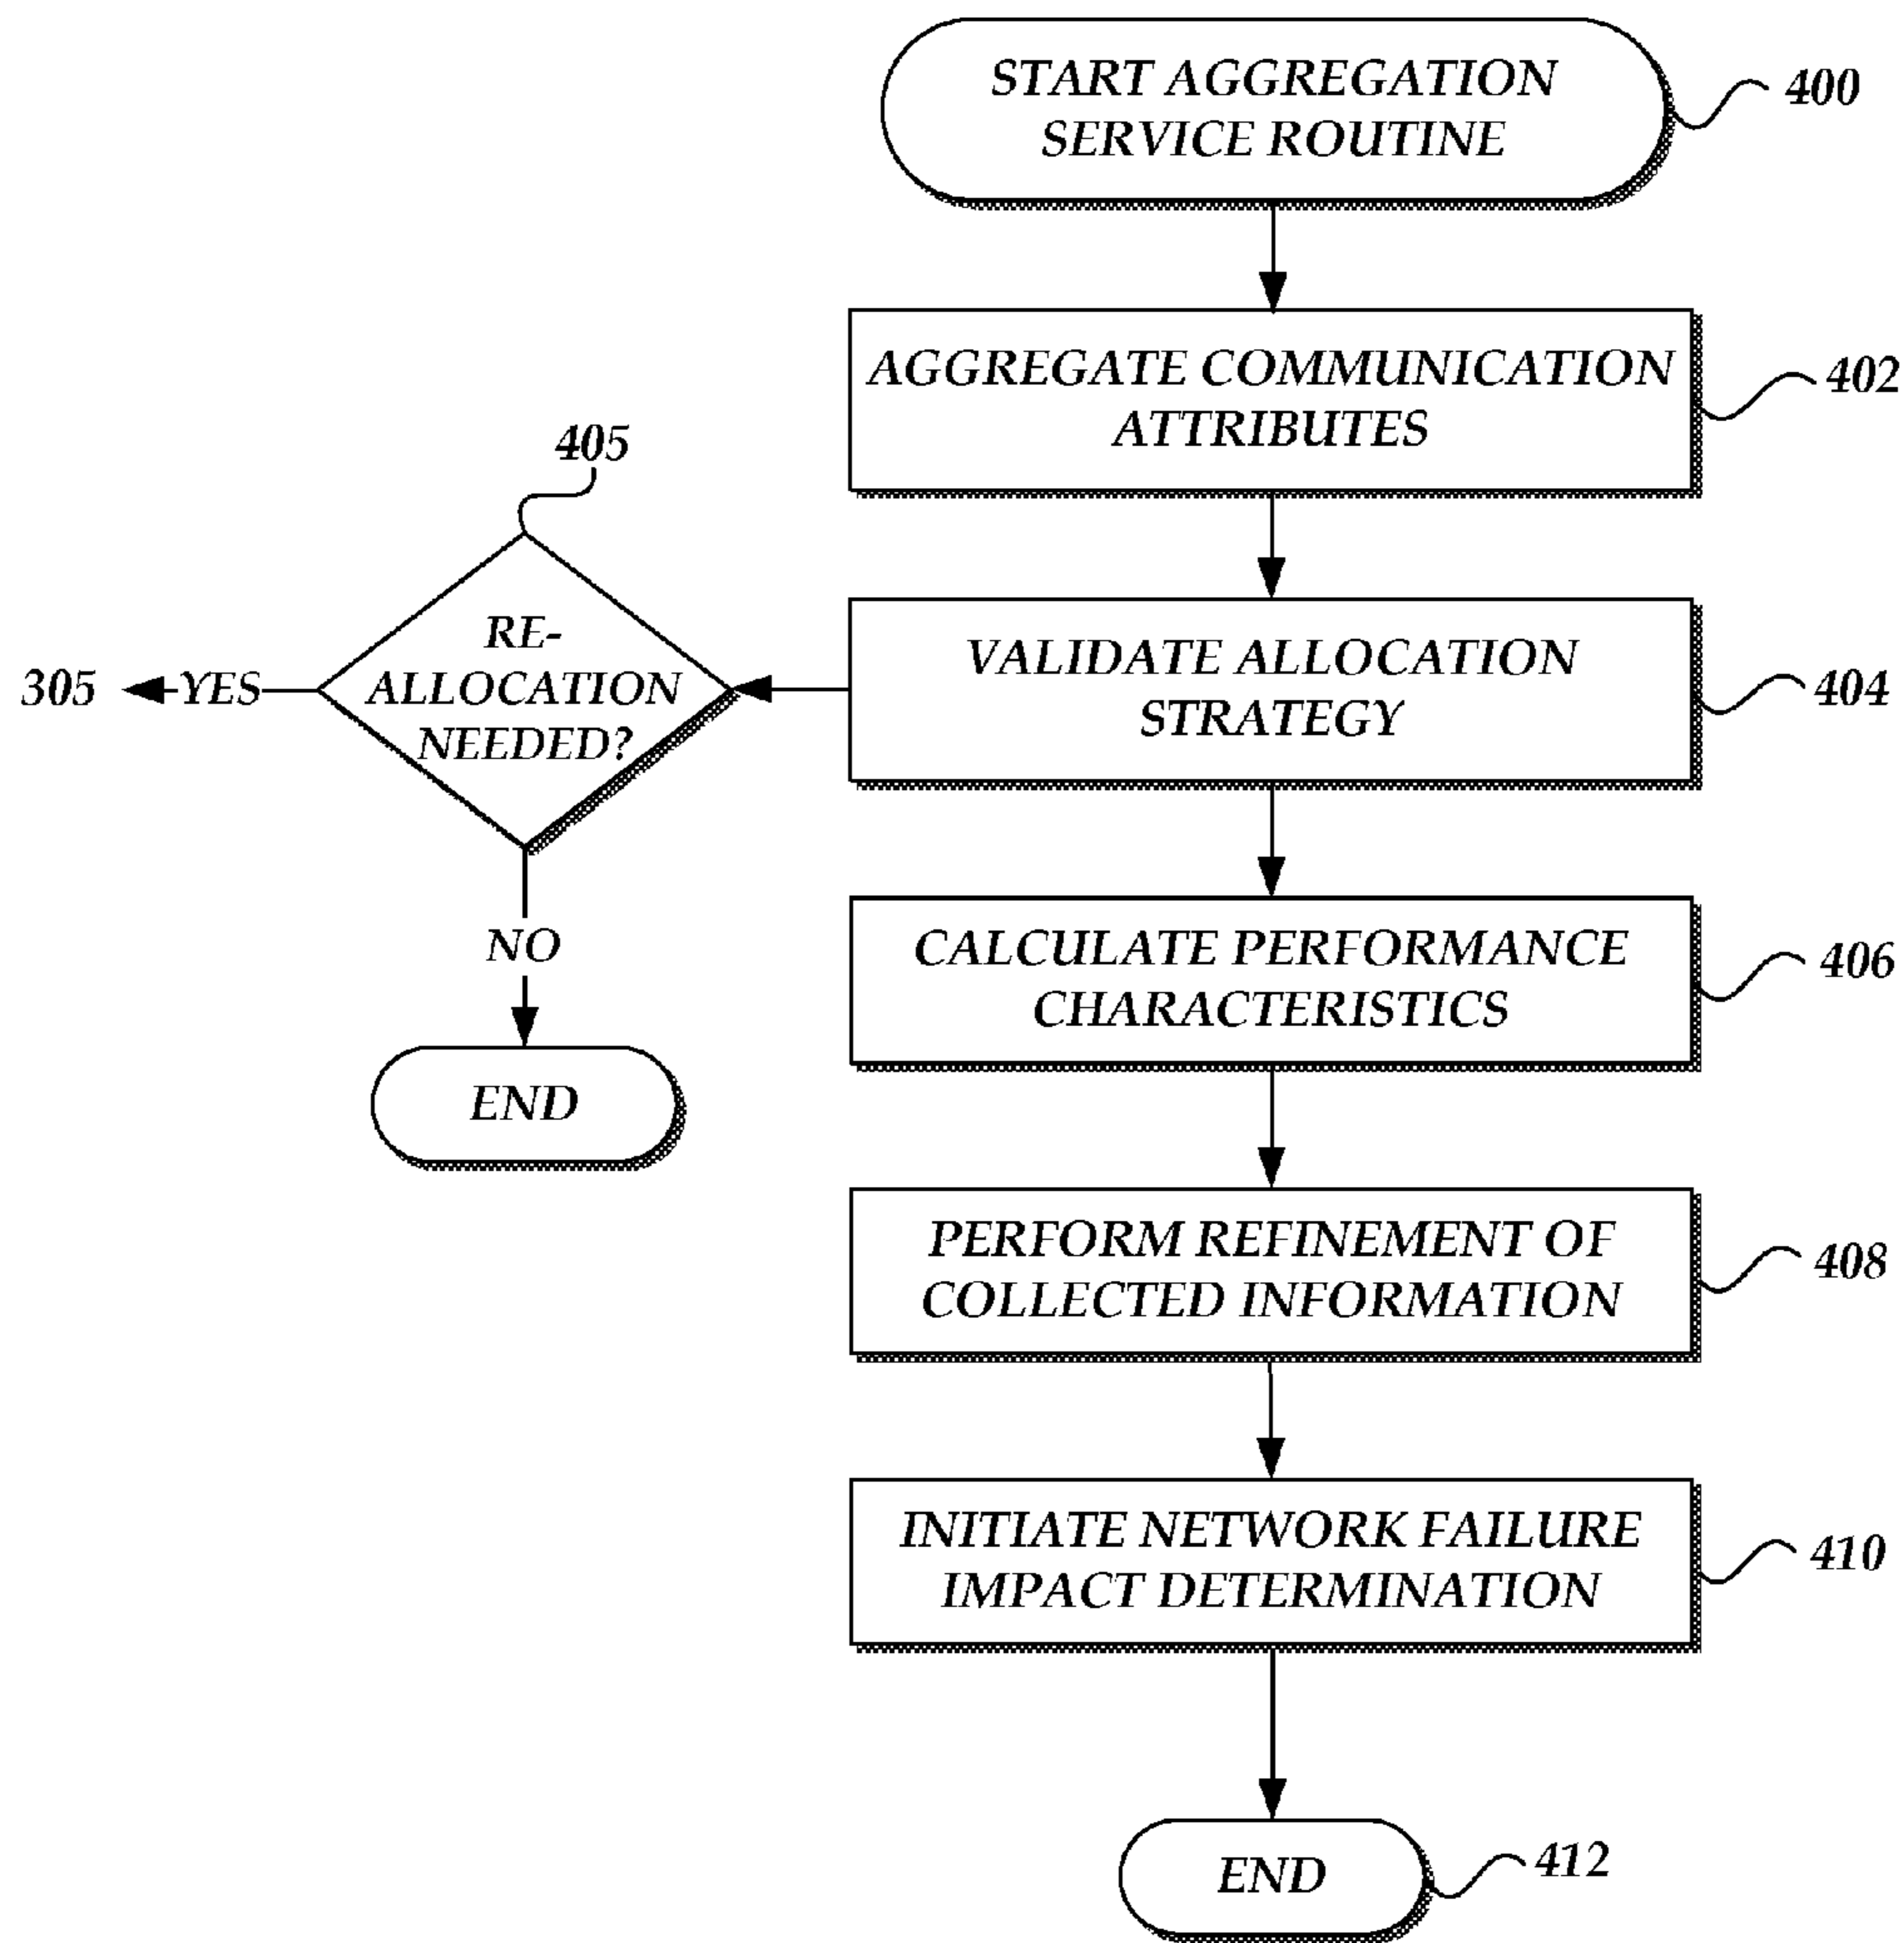 START AGGREGATION
SERVICE ROUTINE
400
AGGREGATE COMMUNICATION
ATTRIBUTES
402
405
RE-
ALLOCATION
NEEDED?
305
YES
NO
END
VALIDATE ALLOCATION
STRATEGY
404
CALCULATE PERFORMANCE
CHARACTERISTICS
406
PERFORM REFINEMENT OF
COLLECTED INFORMATION
408
INITIATE NETWORK FAILURE
IMPACT DETERMINATION
410
END
412